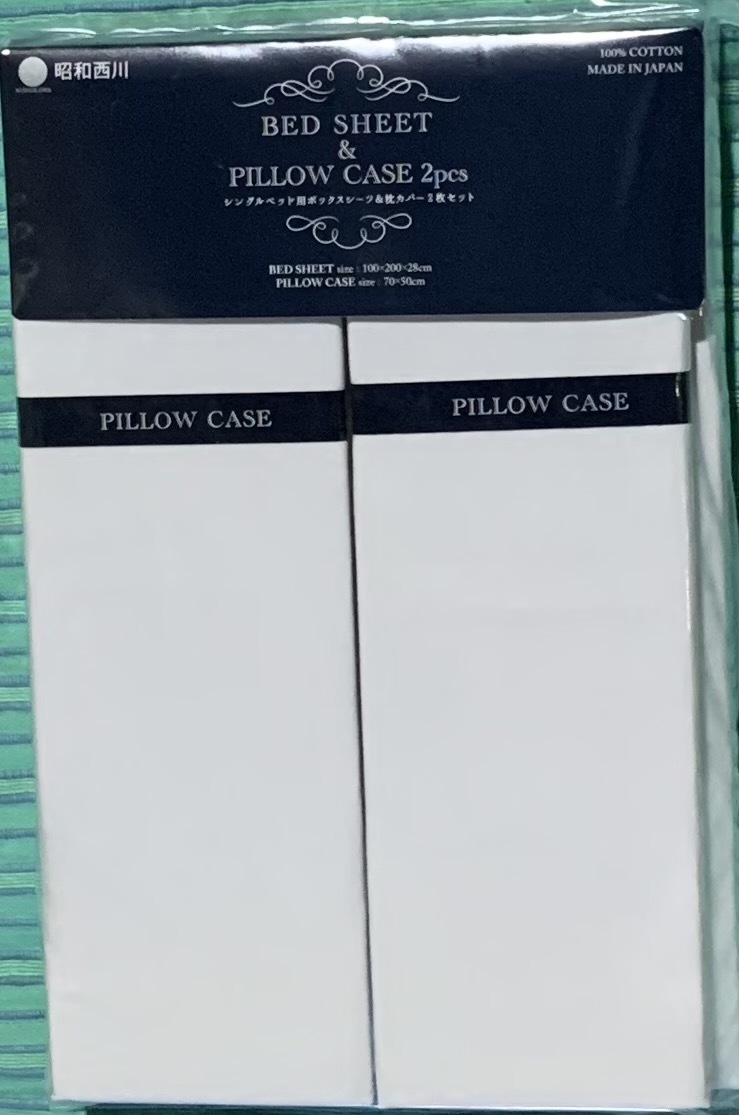 昭和西川
100% COTTON
MADE IN JAPAN
BED SHEET
&
PILLOW CASE 2pcs
シングルベッド用ボックスシーツ&枕カバー2枚セット
BED SHEET size : 100×200×28cm
PILLOW CASE size : 70×50cm
PILLOW CASE
PILLOW CASE